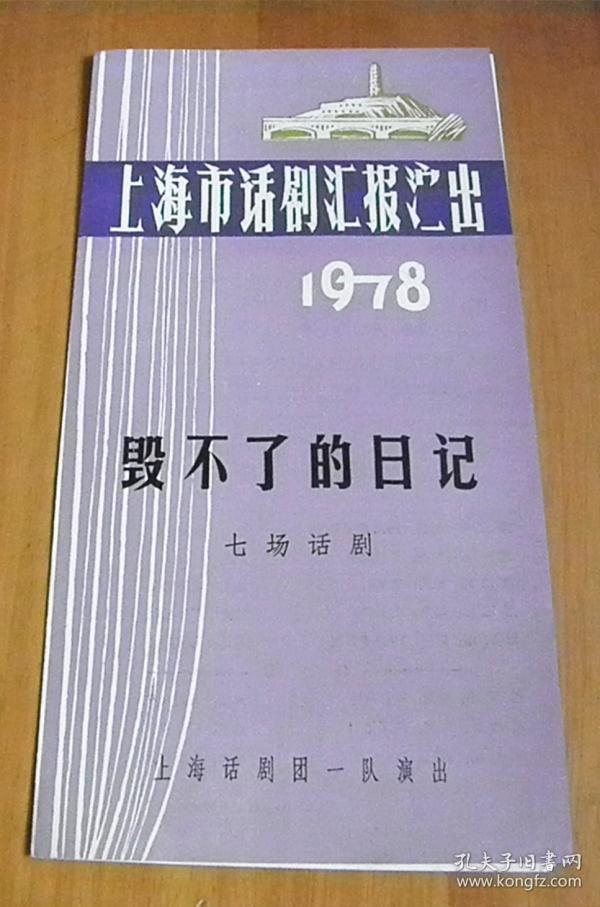 上海市话剧汇报演出
1978
毁不了的日记
七场话剧
上海话剧团一队演出
孔夫子旧书网
www.kongfz.com